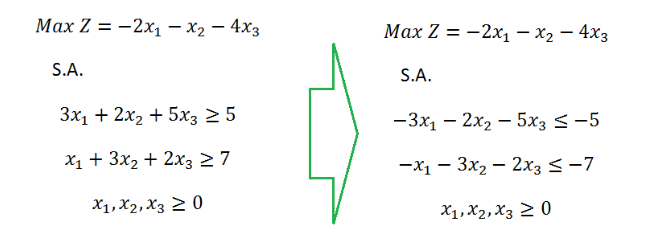 Max Z = −2x₁ − x₂ − 4x₃
S.A.
3x₁ + 2x₂ + 5x₃ ≥ 5
x₁ + 3x₂ + 2x₃ ≥ 7
x₁, x₂, x₃ ≥ 0
Max Z = −2x₁ − x₂ − 4x₃
S.A.
−3x₁ − 2x₂ − 5x₃ ≤ −5
−x₁ − 3x₂ − 2x₃ ≤ −7
x₁, x₂, x₃ ≥ 0